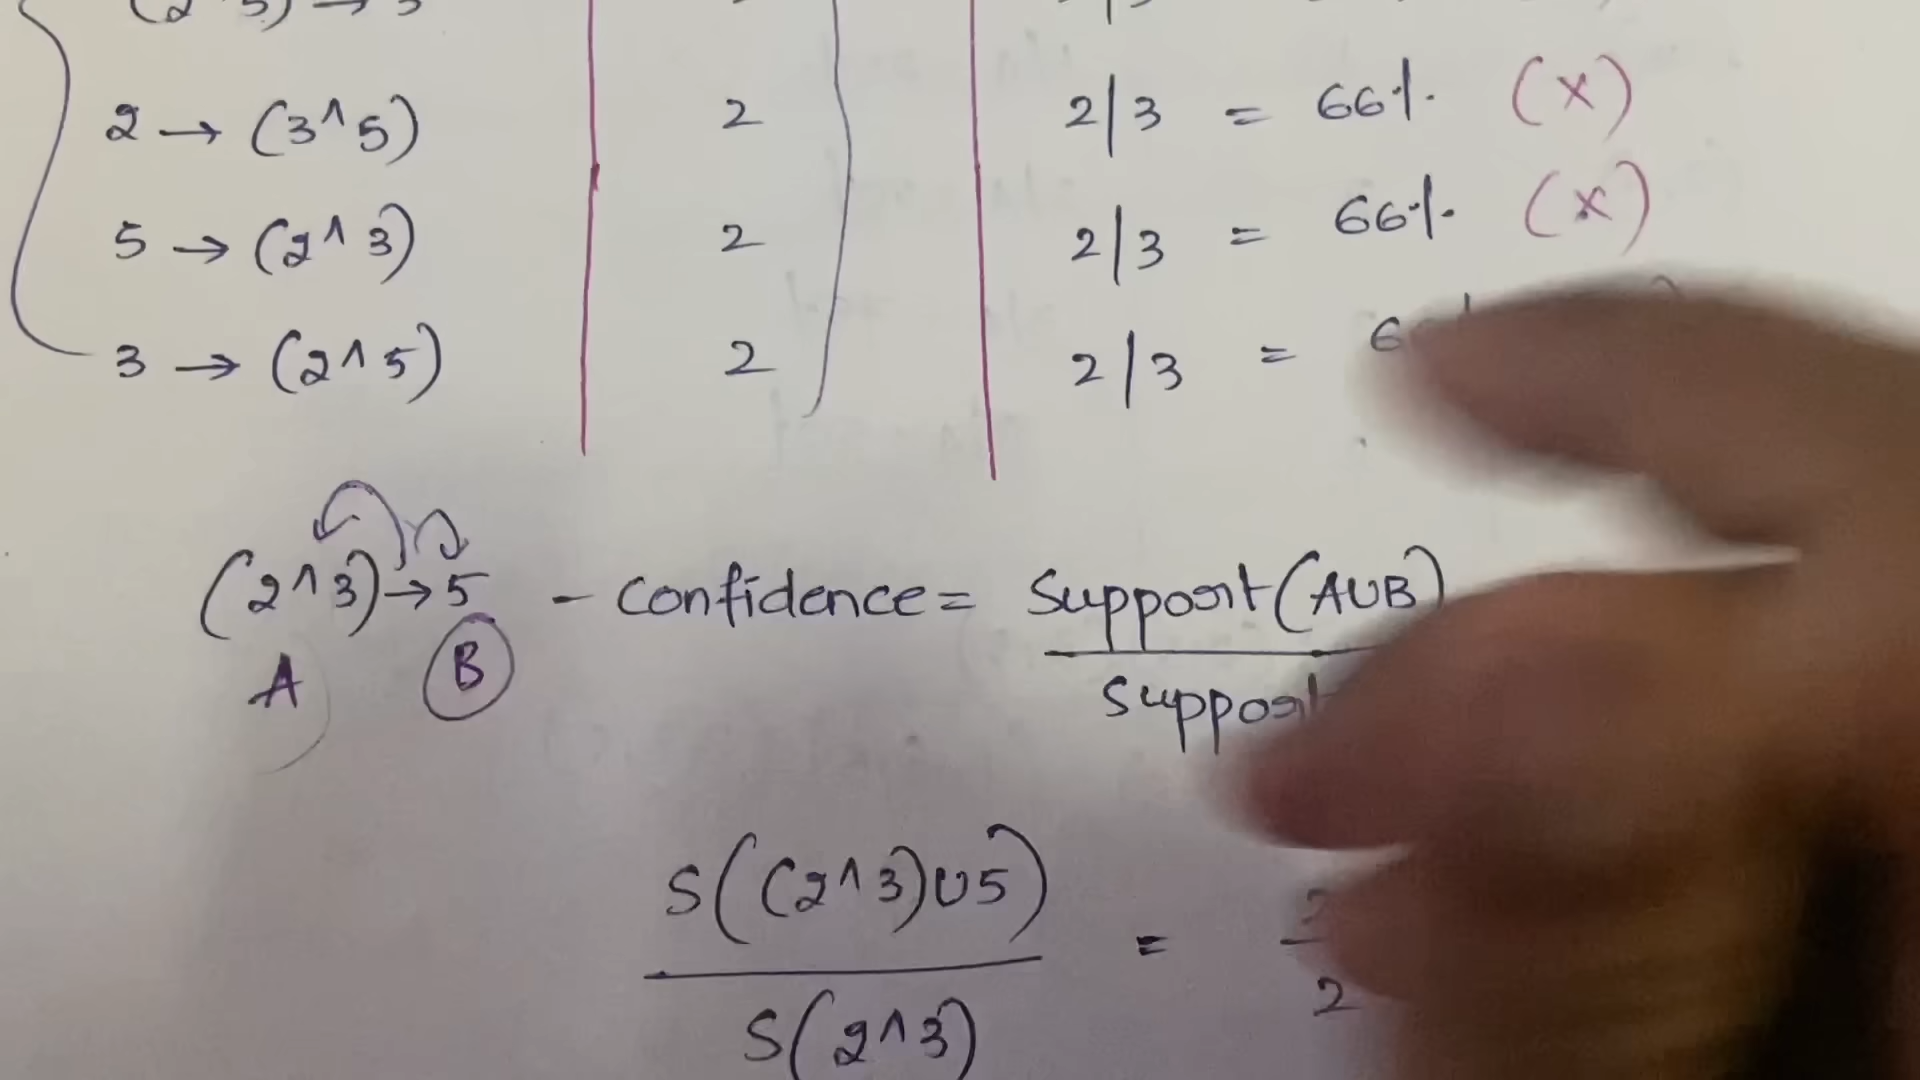 2 → (3^5) 2 2/3 = 66% (x)
5 → (2^3) 2 2/3 = 66% (x)
3 → (2^5) 2 2/3 =
(2^3) → 5 - confidence = Support(AUB)
A B Support
S((2^3)U5) =
S(2^3) 2